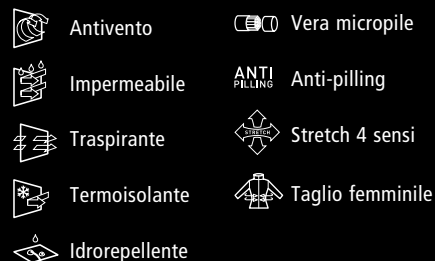 Antivento
Impermeabile
Traspirante
Termoisolante
Idrorepellente
Vera micropile
ANTI
PILLING
Anti-pilling
STRETCH
Stretch 4 sensi
Taglio femminile